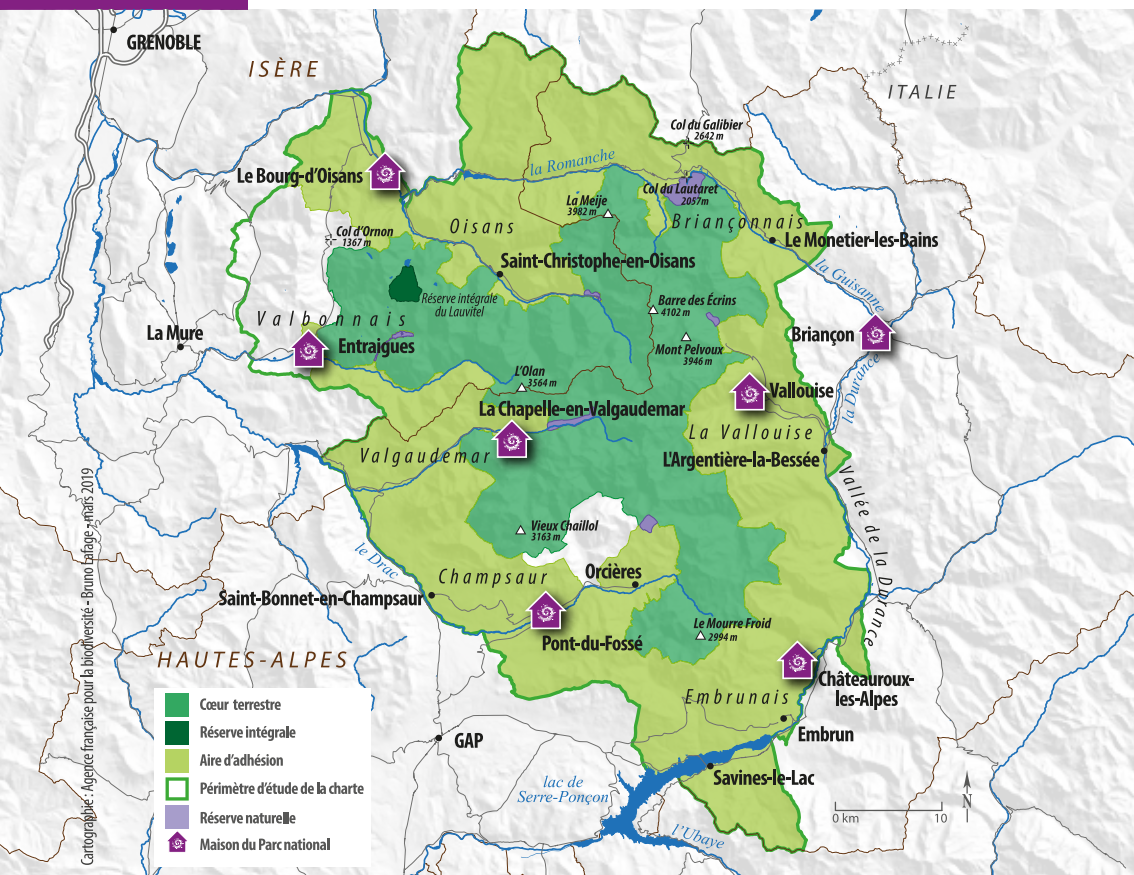 GRENOBLE
ISÈRE
ITALIE
Col du Galibier
2642 m
la Romanche
Le Bourg-d'Oisans
La Meije
3982 m
Col du Lautaret
2057m
Oisans
Briançonnais
Col d'Ornon
1367 m
Le Monetier-les-Bains
Saint-Christophe-en-Oisans
la Guisanne
Réserve intégrale
du Lauvitel
Barre des Écrins
4102 m
Valbonnais
La Mure
Entraigues
Briançon
Mont Pelvoux
3946 m
L'Olan
3564 m
Vallouise
la Durance
La Chapelle-en-Valgaudemar
La Vallouise
Valgaudemar
L'Argentière-la-Bessée
Vallée de la Durance
Vieux Chaillol
3163 m
le Drac
Champsaur
Orcières
Saint-Bonnet-en-Champsaur
Le Mourre Froid
2994 m
Pont-du-Fossé
HAUTES-ALPES
Châteauroux-
les-Alpes
Embrunais
Embrun
GAP
Savines-le-Lac
lac de
Serre-Ponçon
l'Ubaye
0 km 10
N
Cœur terrestre
Réserve intégrale
Aire d'adhésion
Périmètre d'étude de la charte
Réserve naturelle
Maison du Parc national
Cartographie : Agence française pour la biodiversité - Bruno Lafage - mars 2019